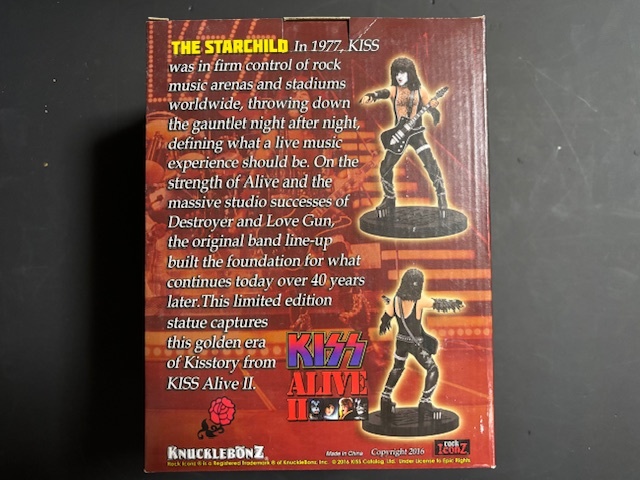 THE STARCHILD In 1977, KISS
was in firm control of rock
music arenas and stadiums
worldwide, throwing down
the gauntlet night after night,
defining what a live music
experience should be. On the
strength of Alive and the
massive studio successes of
Destroyer and Love Gun,
the original band line-up
built the foundation for what
continues today over 40 years
later.This limited edition
statue captures
this golden era
of Kisstory from
KISS Alive II.
KISS
ALIVE
II
KNUCKLEBONZ®
Made in China Copyright 2016
rock
IconZ
Rock Iconz ® is a Registered Trademark ® of KnuckleBonz, Inc. © 2016 KISS Catalog Ltd. Under License to Epic Rights